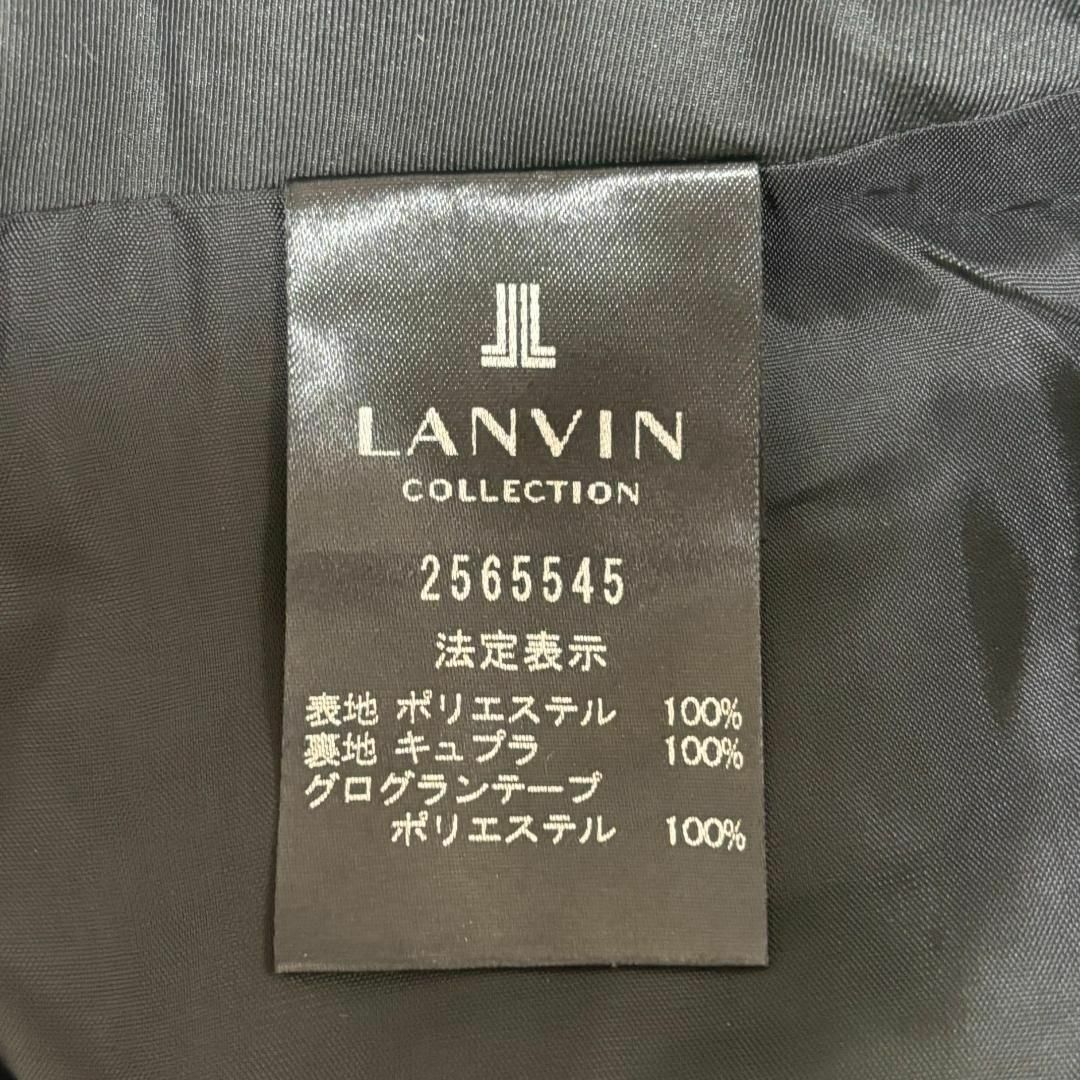 LANVIN
COLLECTION
2565545
法定表示
表地 ポリエステル 100%
裏地 キュプラ 100%
グログランテープ
ポリエステル 100%